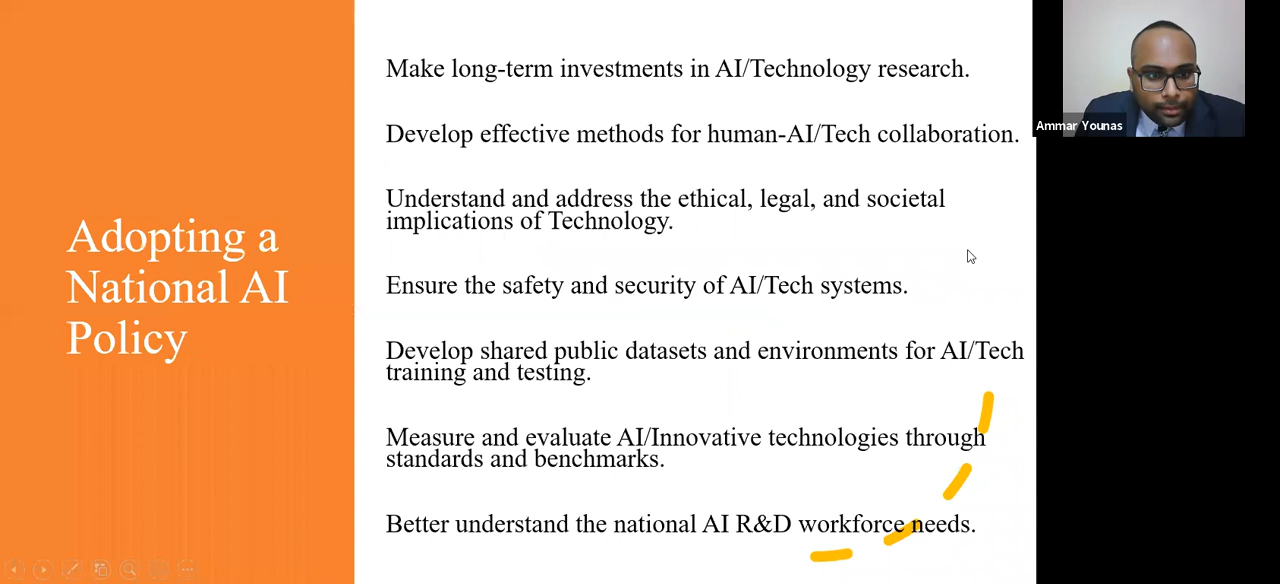 Adopting a
National AI
Policy
Make long-term investments in AI/Technology research.
Develop effective methods for human-AI/Tech collaboration.
Understand and address the ethical, legal, and societal
implications of Technology.
Ensure the safety and security of AI/Tech systems.
Develop shared public datasets and environments for AI/Tech
training and testing.
Measure and evaluate AI/Innovative technologies through
standards and benchmarks.
Better understand the national AI R&D workforce needs.
Ammar Younas